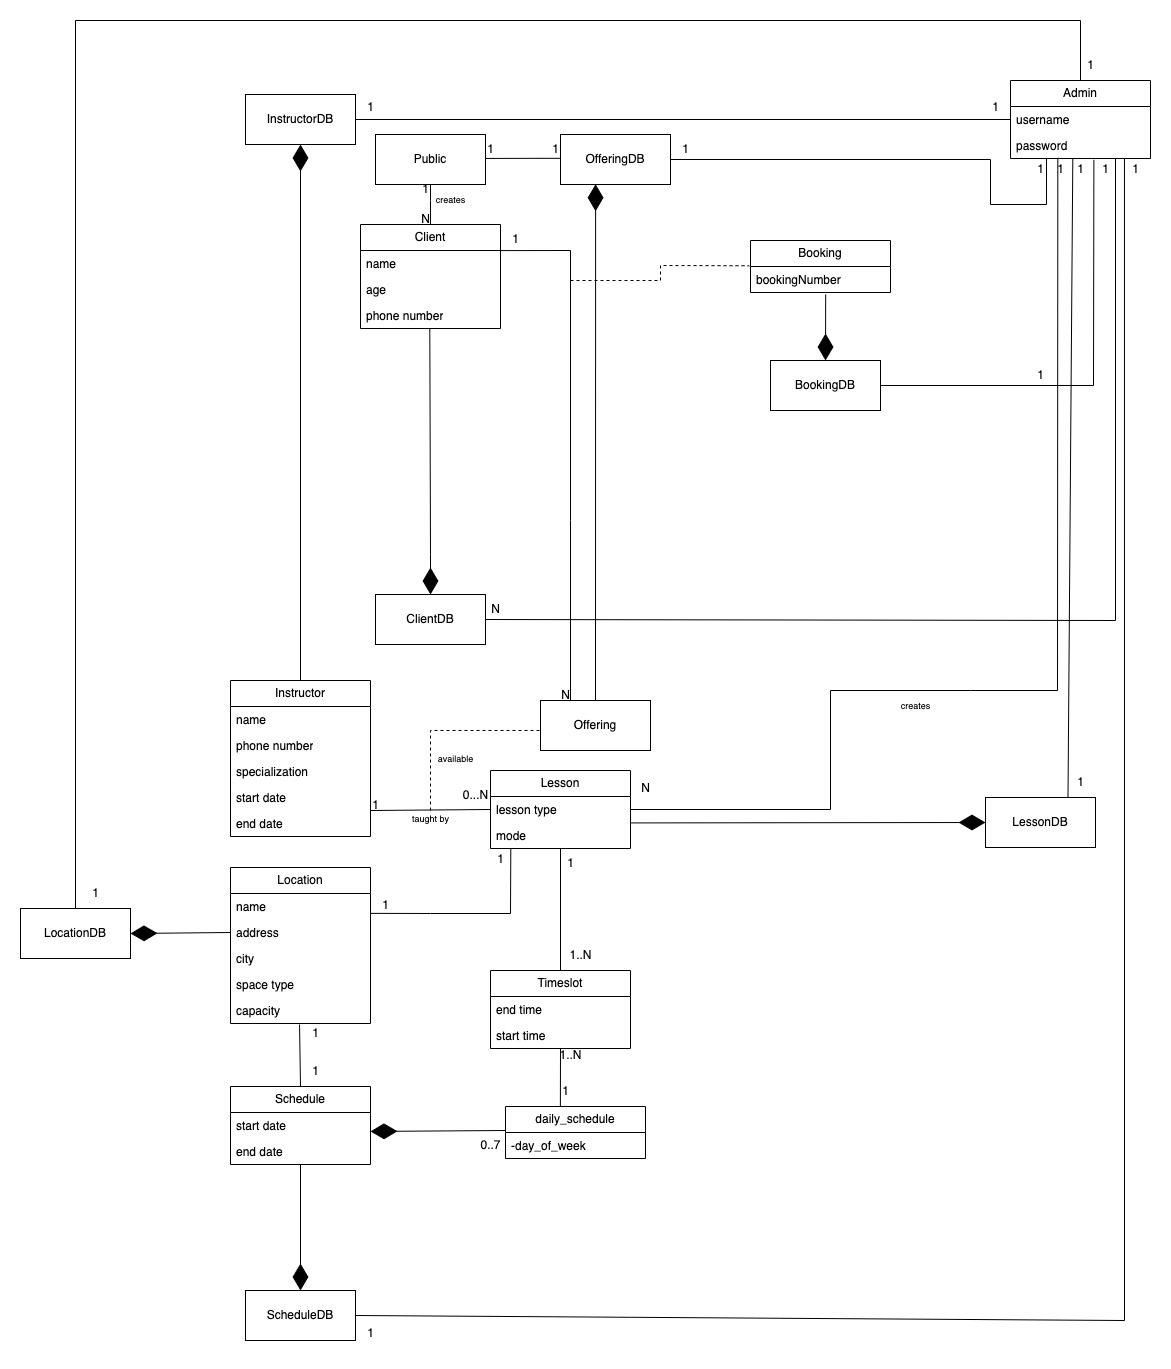 1
Admin
username
password
InstructorDB
1
1
Public
1
1
OfferingDB
1
1
1
1
1
1
1
creates
N
Client
name
age
phone number
1
Booking
bookingNumber
BookingDB
1
ClientDB
N
Instructor
name
phone number
specialization
start date
end date
N
Offering
creates
available
1
0...N
taught by
Lesson
lesson type
mode
N
1
LessonDB
1
1
1
LocationDB
Location
name
address
city
space type
capacity
1
1..N
Timeslot
end time
start time
1
1
1..N
1
Schedule
start date
end date
daily_schedule
-day_of_week
0..7
ScheduleDB
1